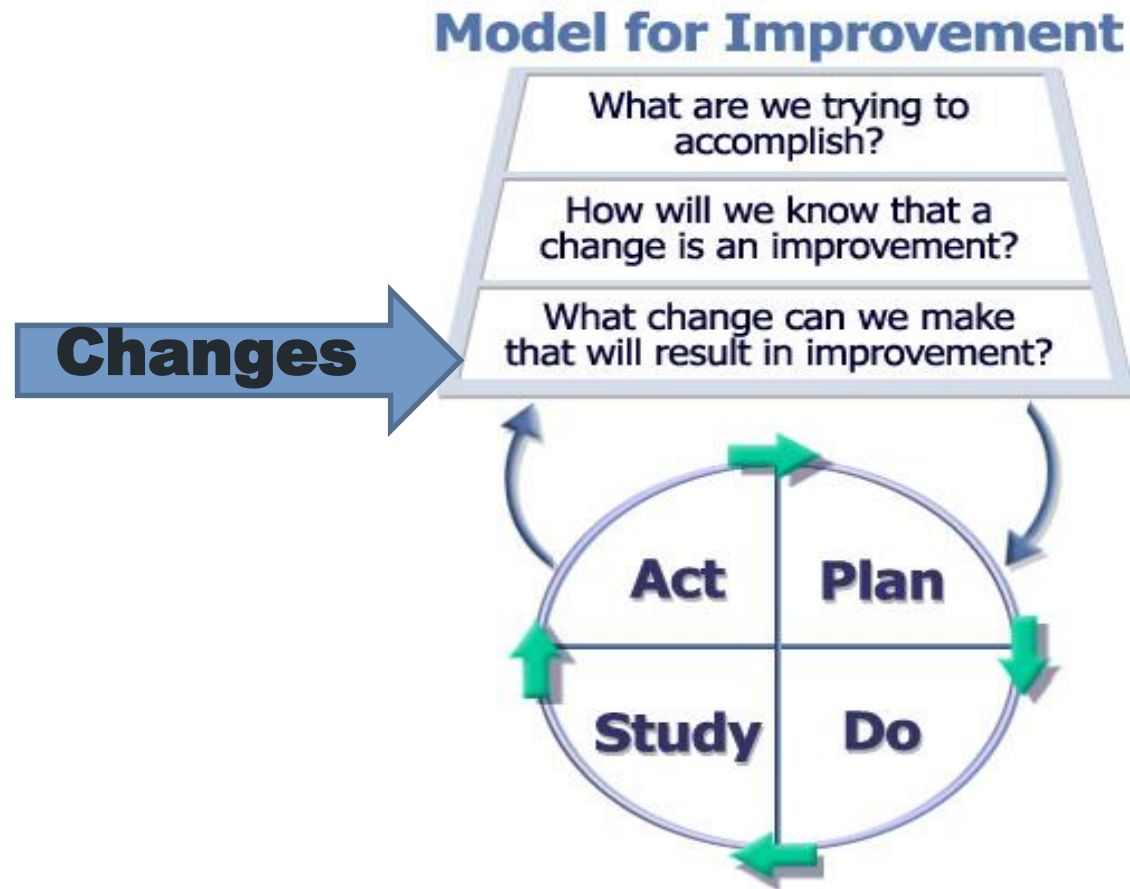 Model for Improvement
What are we trying to
accomplish?
How will we know that a
change is an improvement?
Changes
What change can we make
that will result in improvement?
Act
Plan
Study
Do